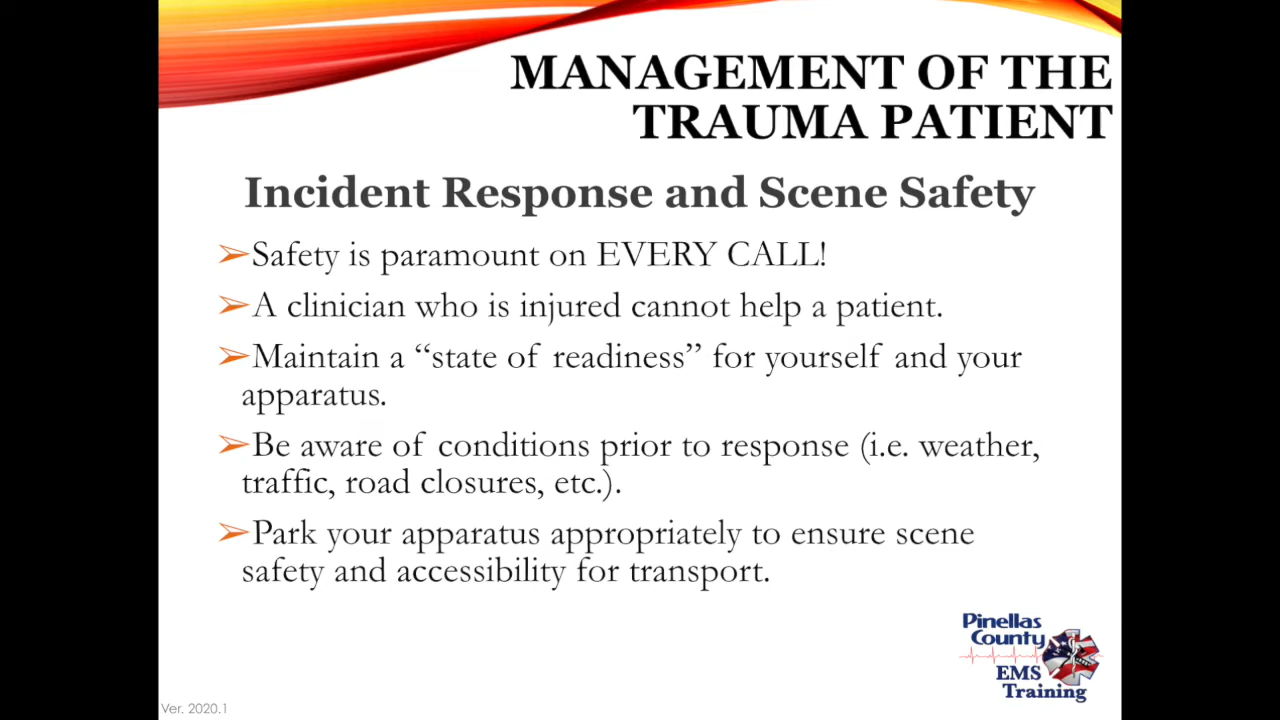 MANAGEMENT OF THE
TRAUMA PATIENT
Incident Response and Scene Safety
➢Safety is paramount on EVERY CALL!
➢A clinician who is injured cannot help a patient.
➢Maintain a “state of readiness” for yourself and your
apparatus.
➢Be aware of conditions prior to response (i.e. weather,
traffic, road closures, etc.).
➢Park your apparatus appropriately to ensure scene
safety and accessibility for transport.
Pinellas
County
EMS
Training
Ver. 2020.1